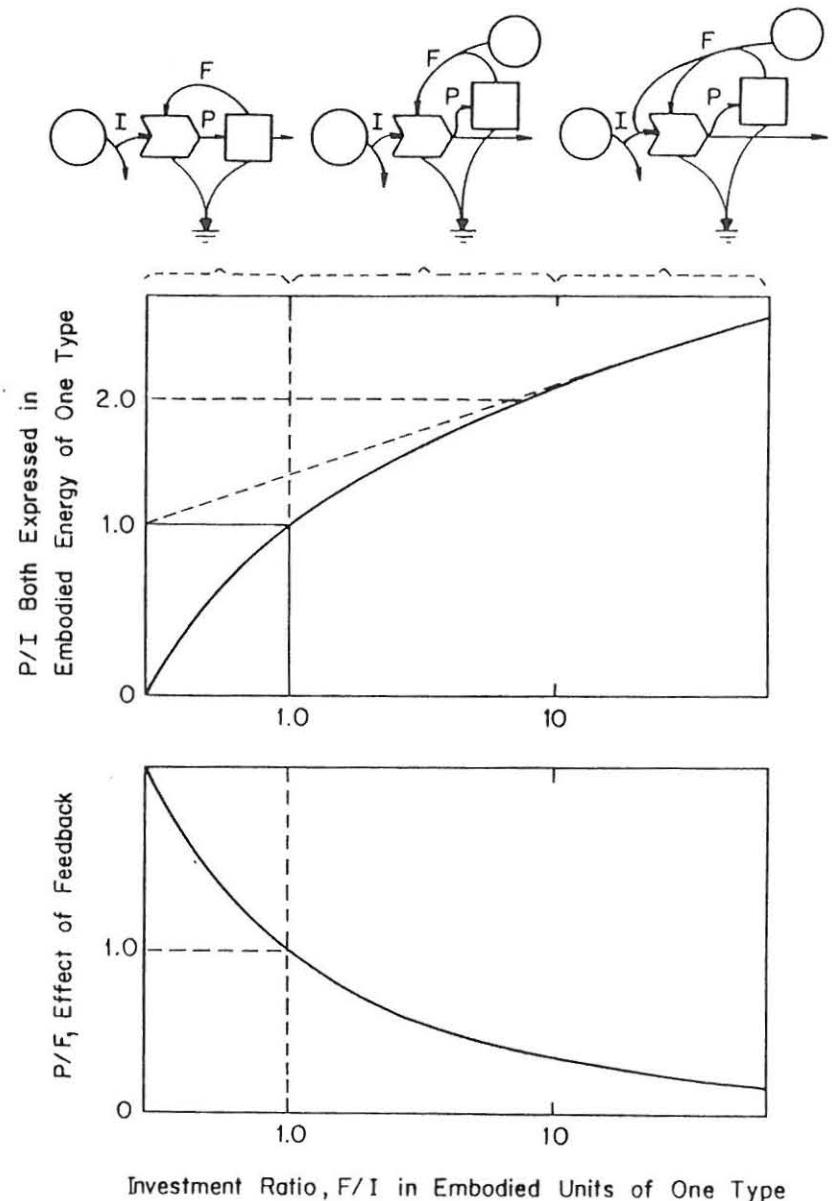 F
I
P
F
I
P
F
I
P
P/I Both Expressed in
Embodied Energy of One Type
2.0
1.0
0
1.0
10
P/F, Effect of Feedback
1.0
0
1.0
10
Investment Ratio, F/I in Embodied Units of One Type